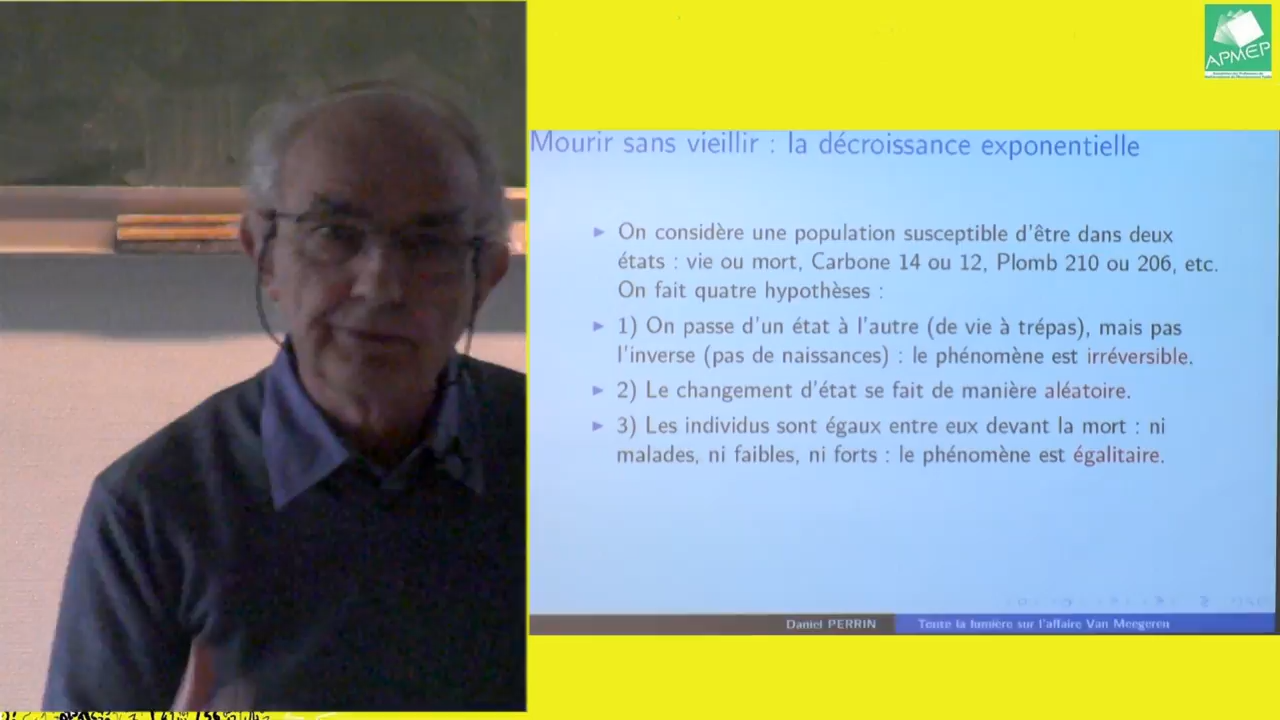 APMEP
Mourir sans vieillir : la décroissance exponentielle
▸ On considère une population susceptible d'être dans deux
états : vie ou mort, Carbone 14 ou 12, Plomb 210 ou 206, etc.
On fait quatre hypothèses :
▸ 1) On passe d'un état à l'autre (de vie à trépas), mais pas
l'inverse (pas de naissances) : le phénomène est irréversible.
▸ 2) Le changement d'état se fait de manière aléatoire.
▸ 3) Les individus sont égaux entre eux devant la mort : ni
malades, ni faibles, ni forts : le phénomène est égalitaire.
Daniel PERRIN
Toute la lumière sur l'affaire Van Meegeren